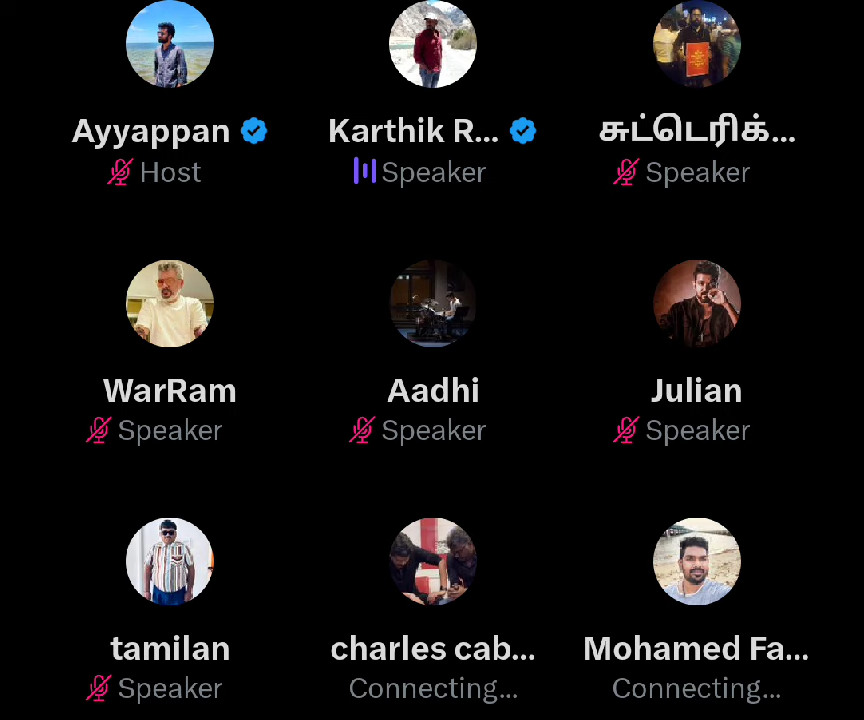 Ayyappan Karthik R... சுட்டெரிக்...
Host Speaker Speaker
WarRam Aadhi Julian
Speaker Speaker Speaker
tamilan charles cab... Mohamed Fa...
Speaker Connecting... Connecting...